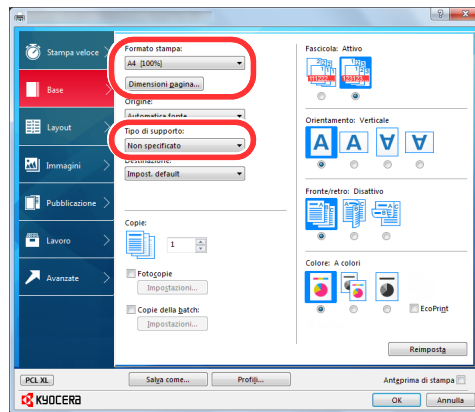 Stampa veloce
Base
Layout
Immagini
Pubblicazione
Lavoro
Avanzate
Formato stampa:
A4 [100%]
Dimensioni pagina...
Origine:
Automatica fonte
Tipo di supporto:
Non specificato
Destinazione:
Impost. default
Copie:
1
Fotocopie
Impostazioni...
Copie della batch:
Impostazioni...
Fascicola: Attivo
111222
123123
Orientamento: Verticale
A A A A
Fronte/retro: Disattivo
Colore: A colori
EcoPrint
Reimposta
PCL XL
Salva come...
Profili...
Anteprima di stampa
KYOCERA
OK
Annulla